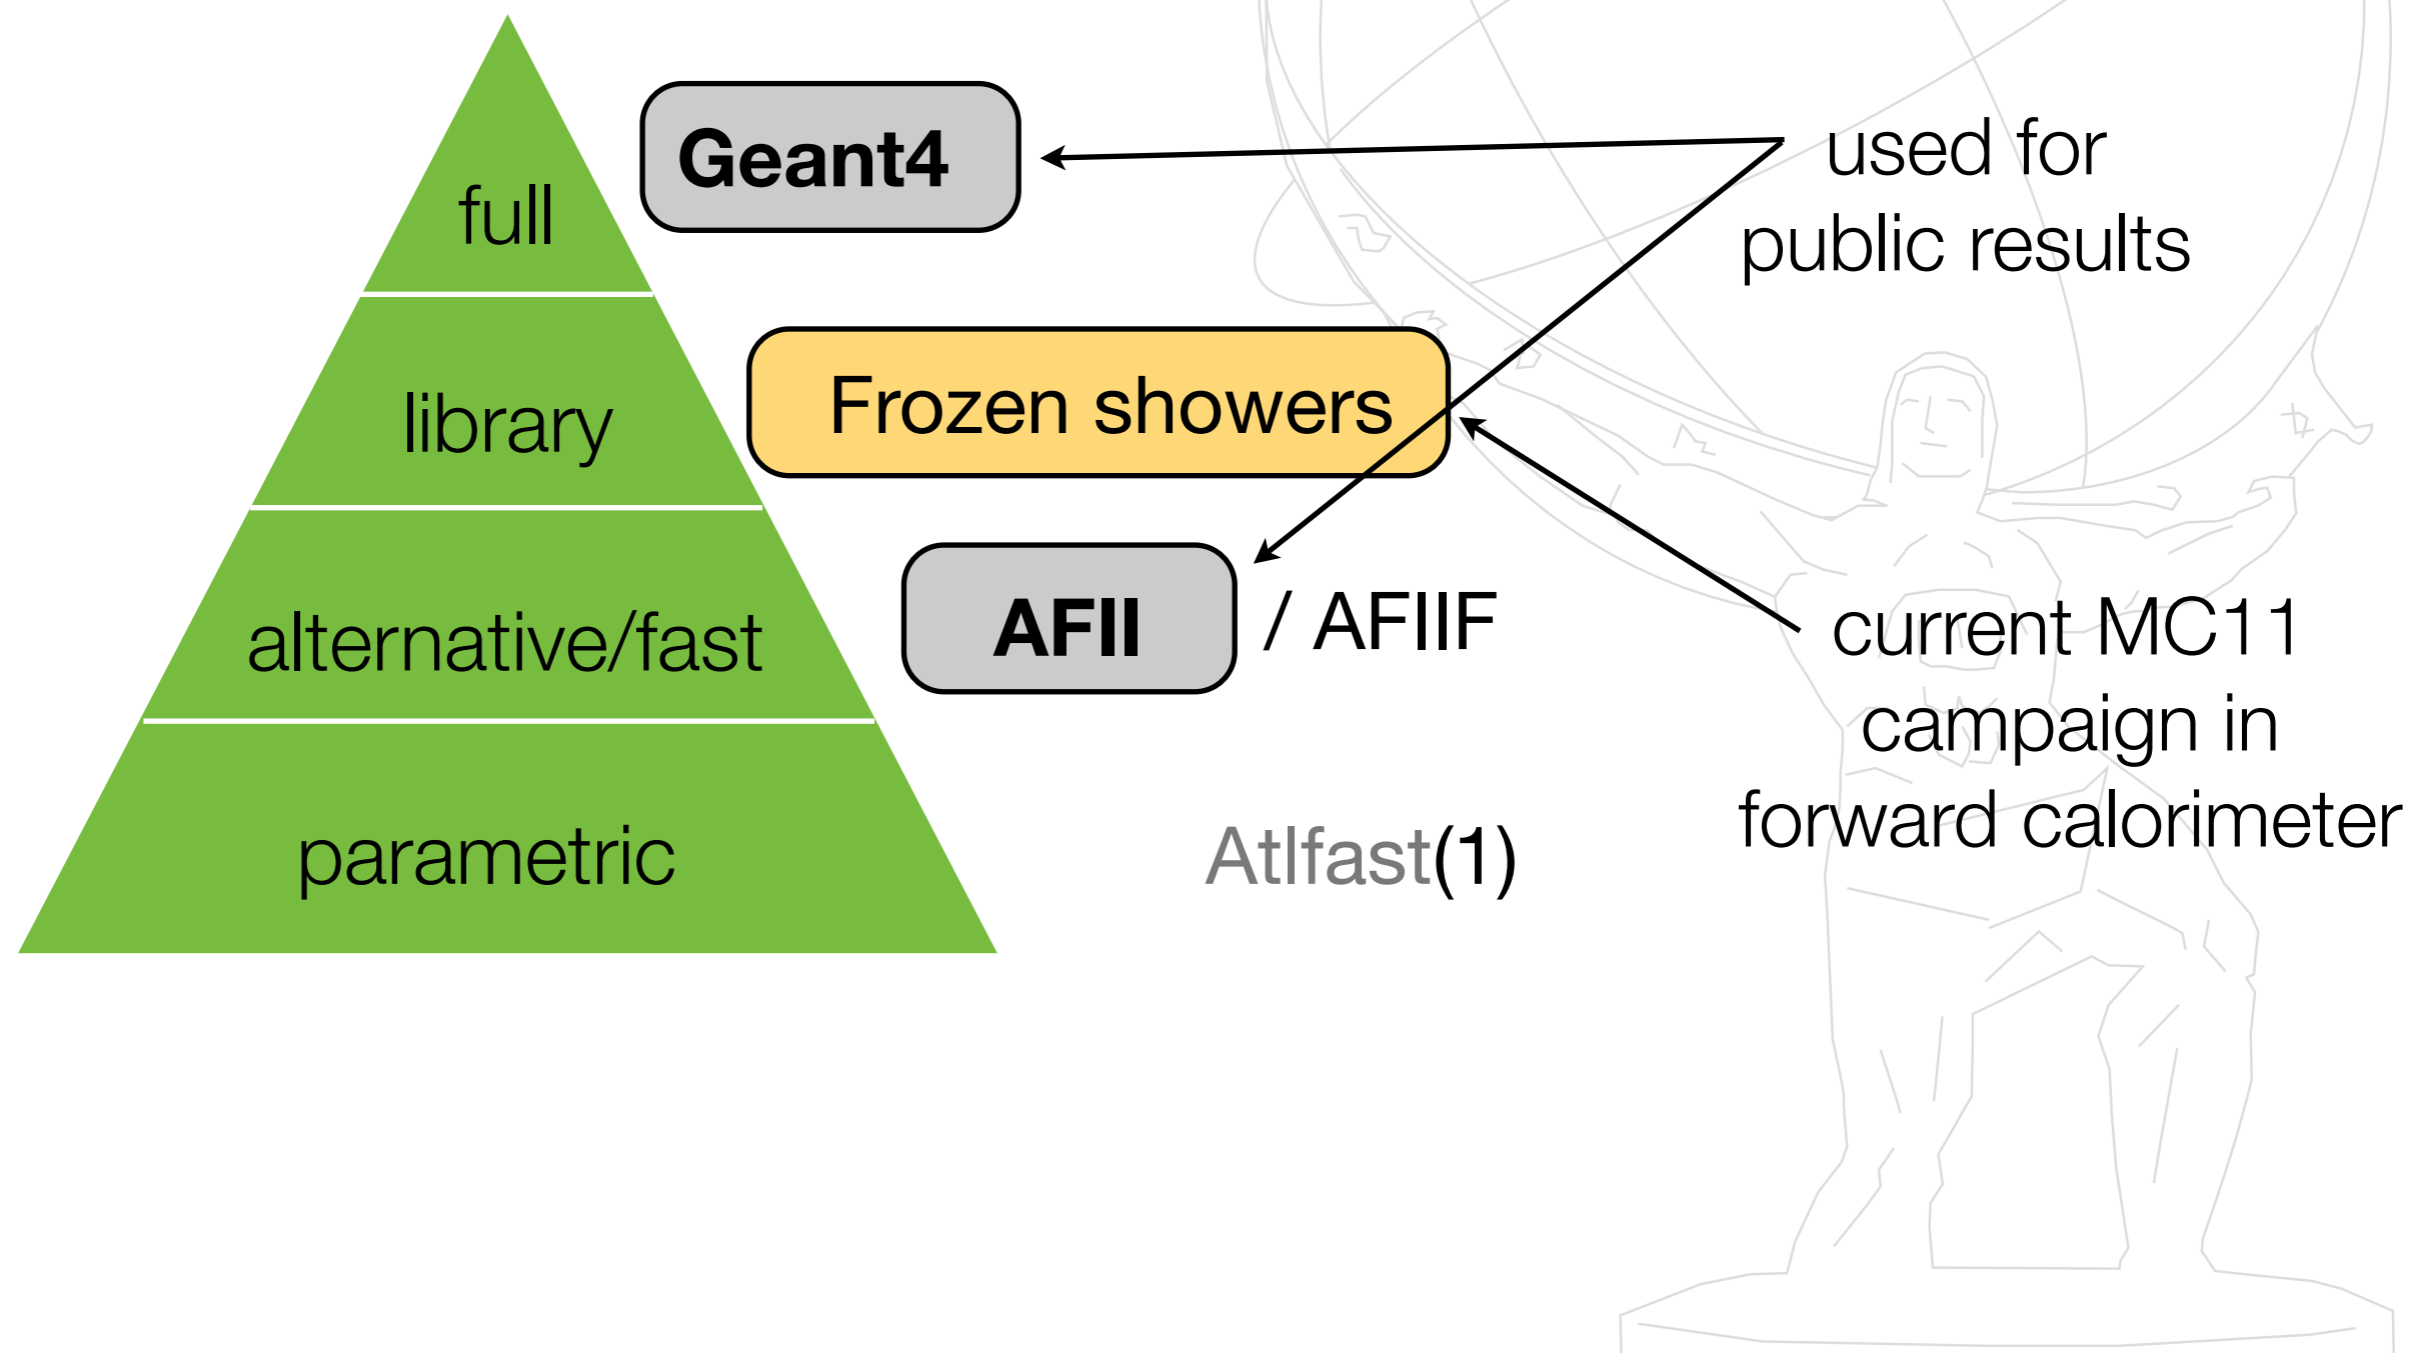 full
Geant4
used for
public results
library
Frozen showers
alternative/fast
AFII / AFIIF
current MC11
campaign in
forward calorimeter
parametric
Atlfast(1)